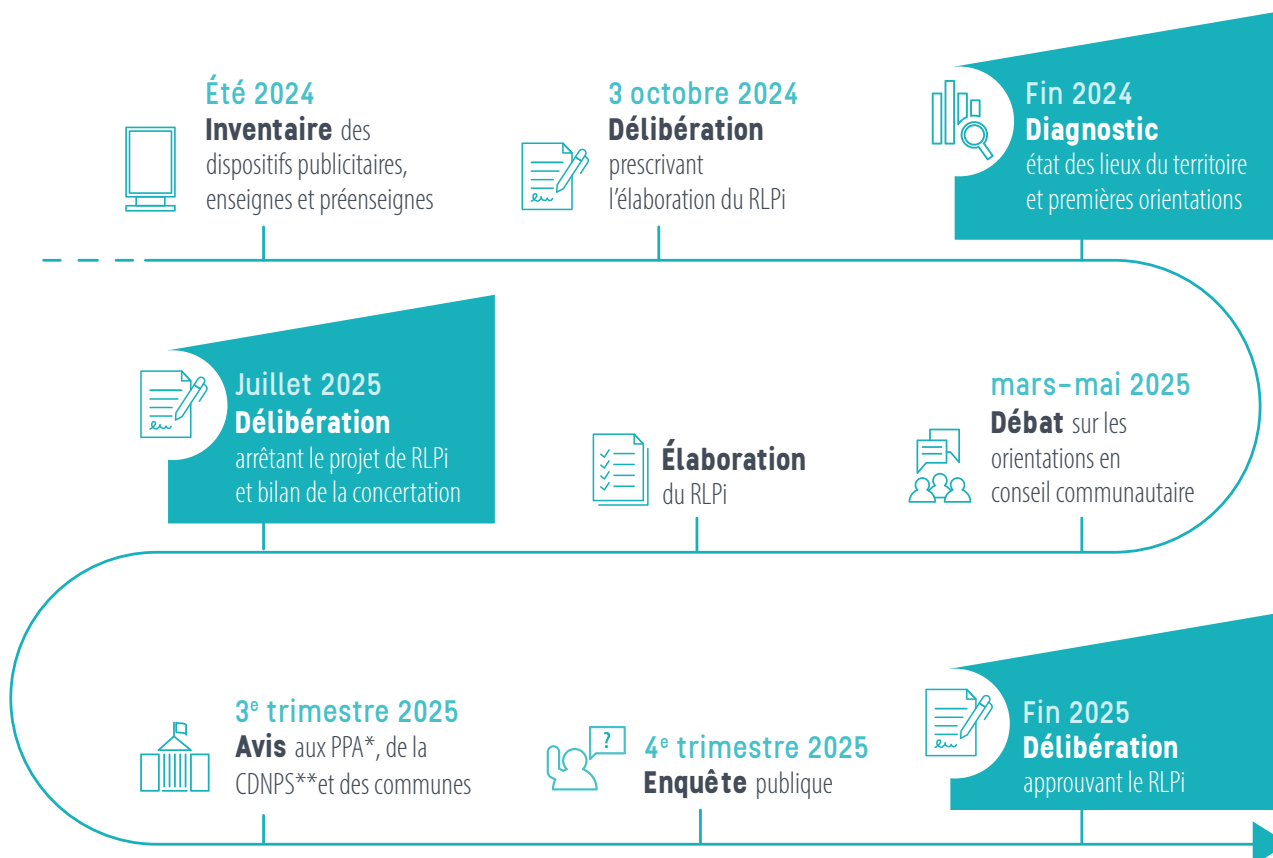 Été 2024
Inventaire des
dispositifs publicitaires,
enseignes et préenseignes
3 octobre 2024
Délibération
prescrivant
l'élaboration du RLPi
Fin 2024
Diagnostic
état des lieux du territoire
et premières orientations
mars-mai 2025
Débat sur les
orientations en
conseil communautaire
Élaboration
du RLPi
Juillet 2025
Délibération
arrêtant le projet de RLPi
et bilan de la concertation
3e trimestre 2025
Avis aux PPA*, de la
CDNPS**et des communes
?
4e trimestre 2025
Enquête publique
Fin 2025
Délibération
approuvant le RLPi